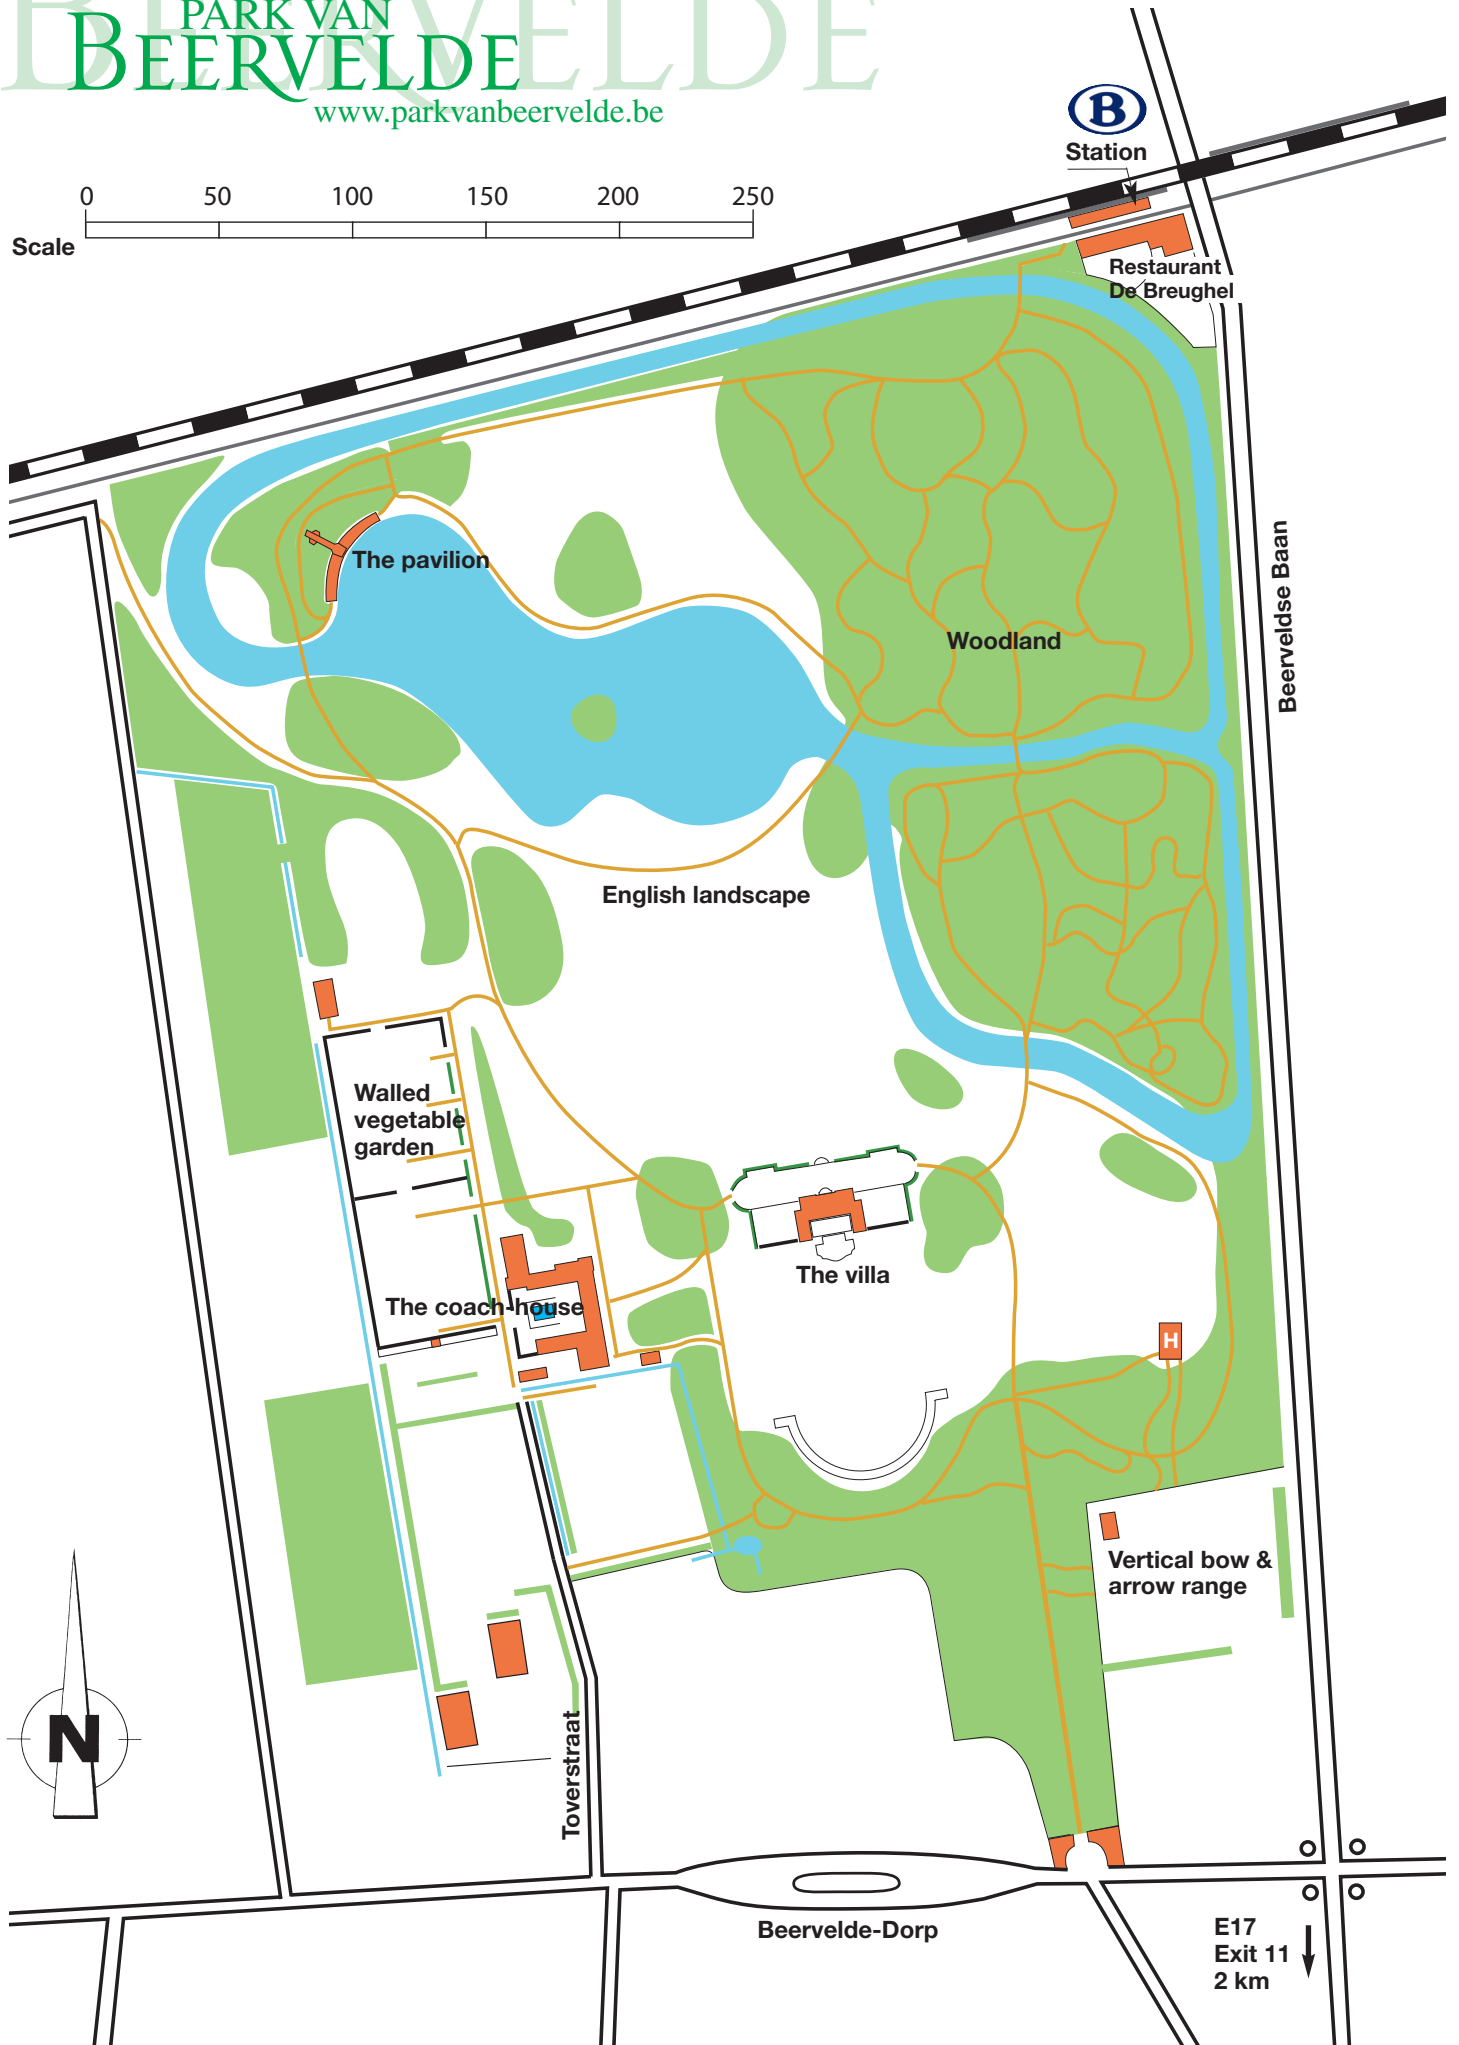 BEERVELDE
PARK VAN
BEERVELDE
www.parkvanbeervelde.be
B
Station
0 50 100 150 200 250
Scale
Restaurant
De Breughel
The pavilion
Beerveldse Baan
Woodland
English landscape
Walled
vegetable
garden
The villa
The coach-house
H
Vertical bow &
arrow range
N
Toverstraat
Beervelde-Dorp
E17
Exit 11
2 km